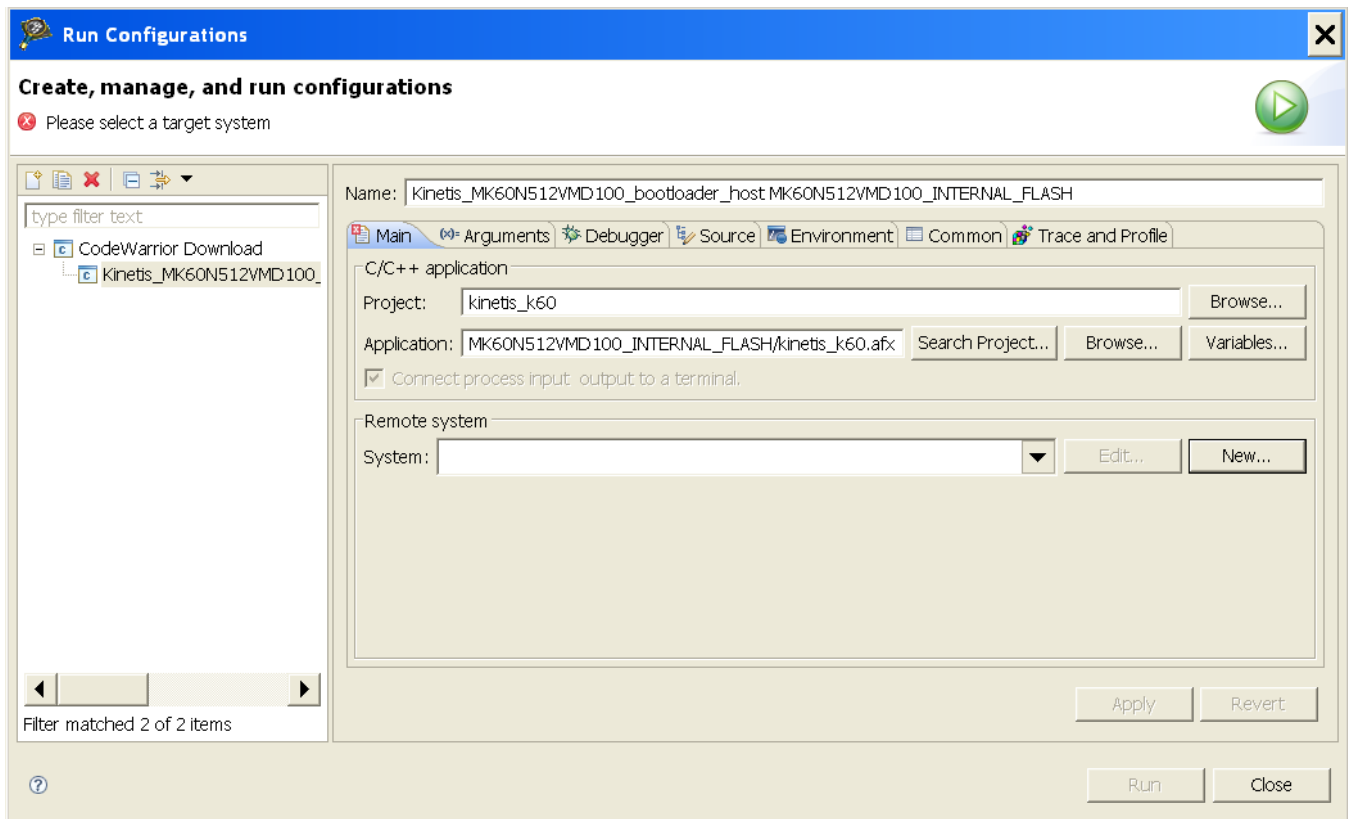 Run Configurations
Create, manage, and run configurations
Please select a target system
type filter text
CodeWarrior Download
Kinetis_MK60N512VMD100_
Filter matched 2 of 2 items
Name: Kinetis_MK60N512VMD100_bootloader_host MK60N512VMD100_INTERNAL_FLASH
Main (x)= Arguments Debugger Source Environment Common Trace and Profile
C/C++ application
Project: kinetis_k60 Browse...
Application: MK60N512VMD100_INTERNAL_FLASH/kinetis_k60.afx Search Project... Browse... Variables...
Connect process input output to a terminal.
Remote system
System: Edit... New...
Apply Revert
Run Close